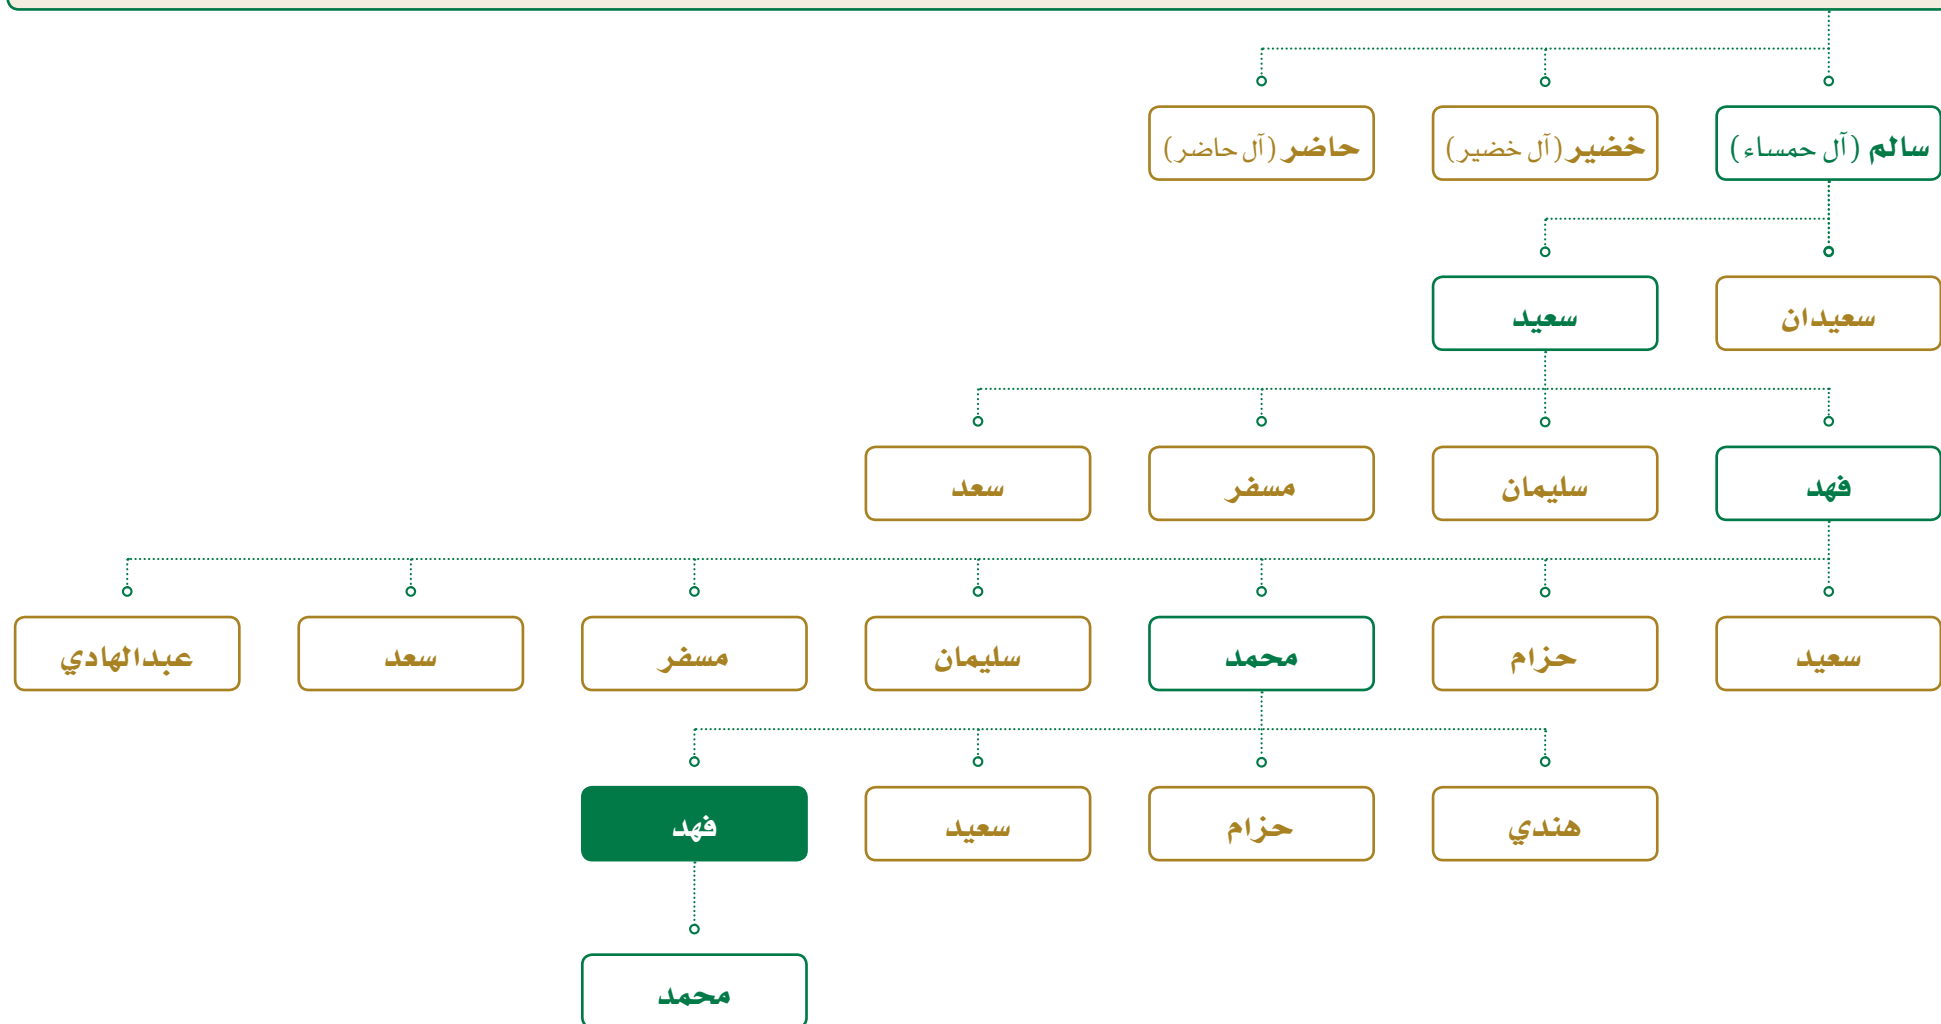 سالم (آل حمساء)
خضير (آل خضير)
حاضر (آل حاضر)
سعيدان
سعيد
فهد
سليمان
مسفر
سعد
سعيد
حزام
محمد
سليمان
مسفر
سعد
عبدالهادي
هندي
حزام
سعيد
فهد
محمد